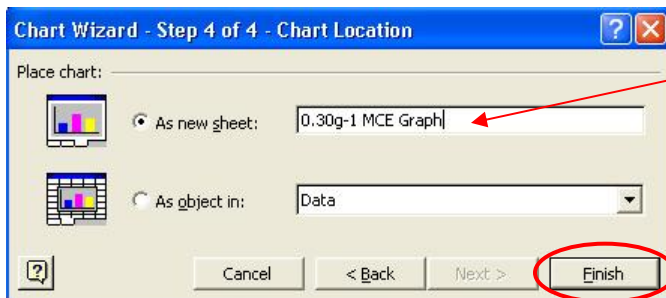 Chart Wizard - Step 4 of 4 - Chart Location
Place chart:
As new sheet: 0.30g-1 MCE Graph
As object in: Data
Cancel < Back Next > Finish